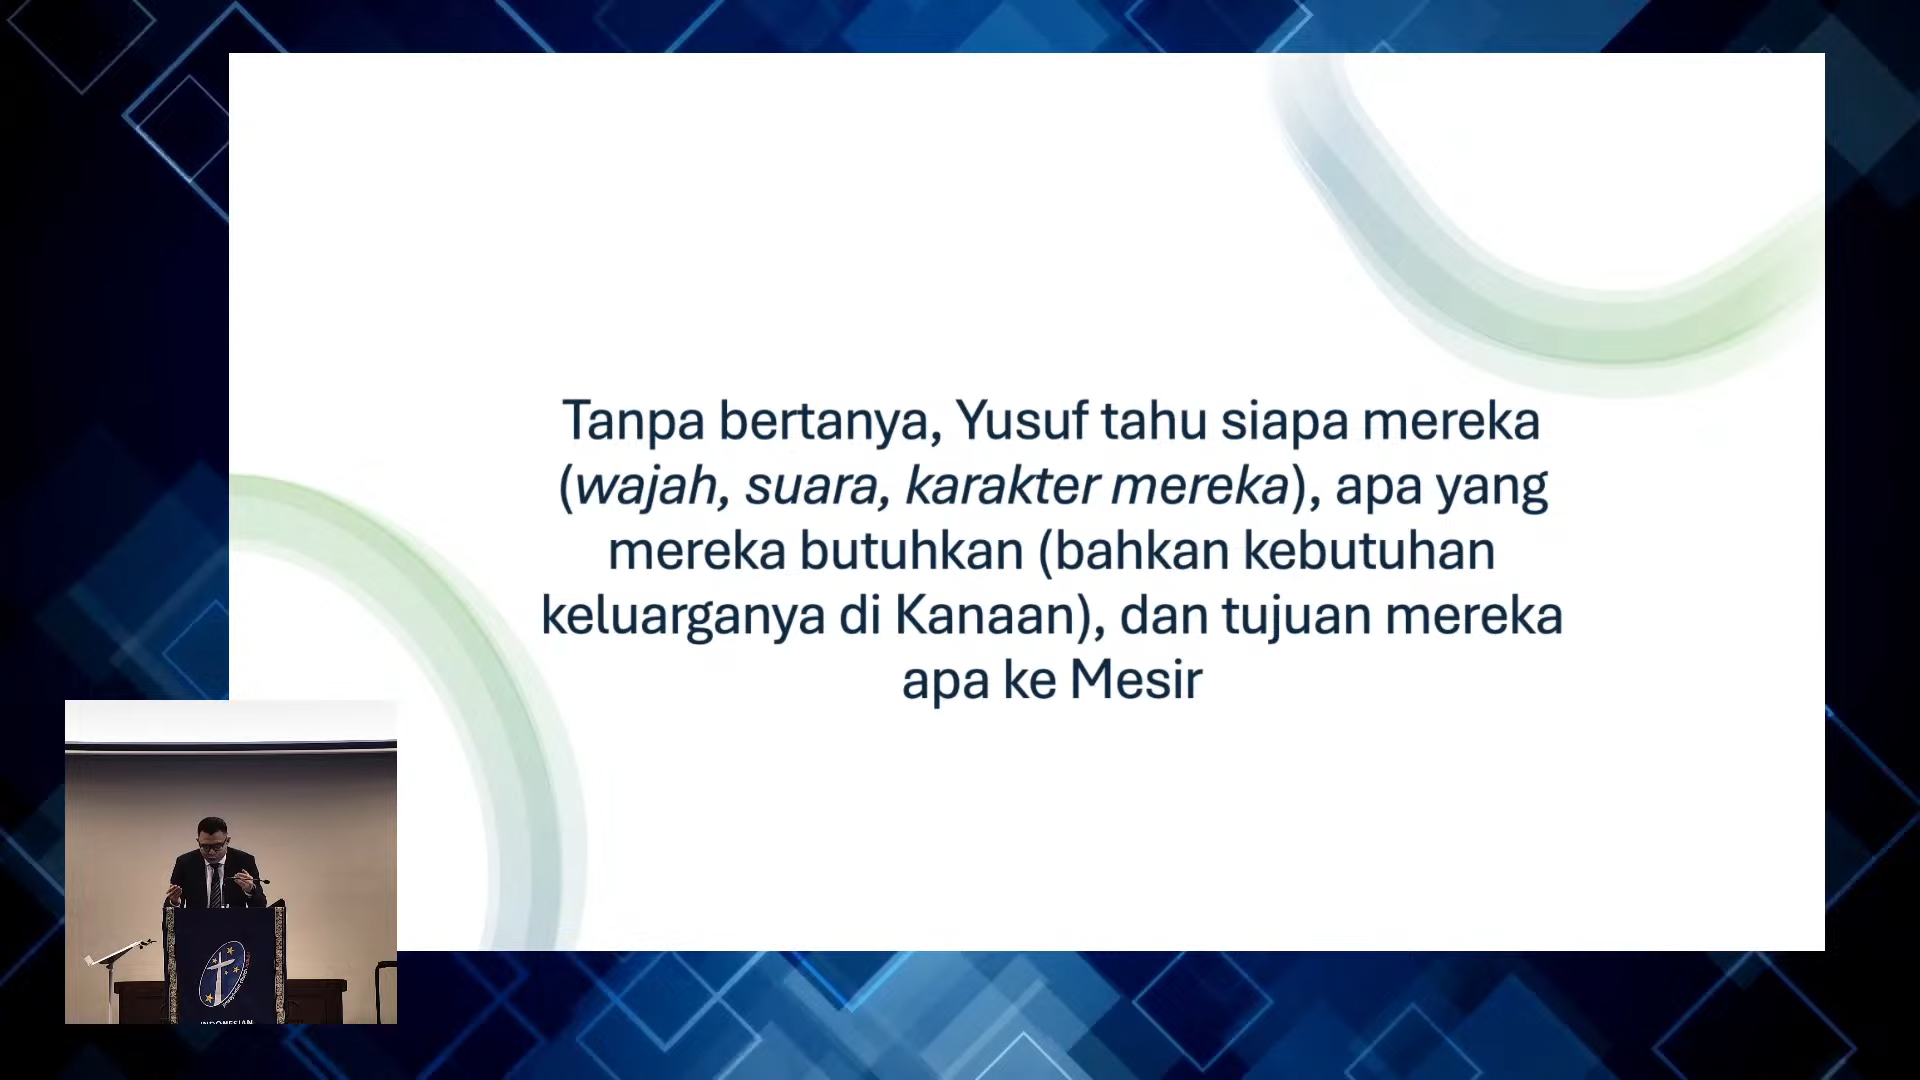 Tanpa bertanya, Yusuf tahu siapa mereka
(wajah, suara, karakter mereka), apa yang
mereka butuhkan (bahkan kebutuhan
keluarganya di Kanaan), dan tujuan mereka
apa ke Mesir
INDONESIAN